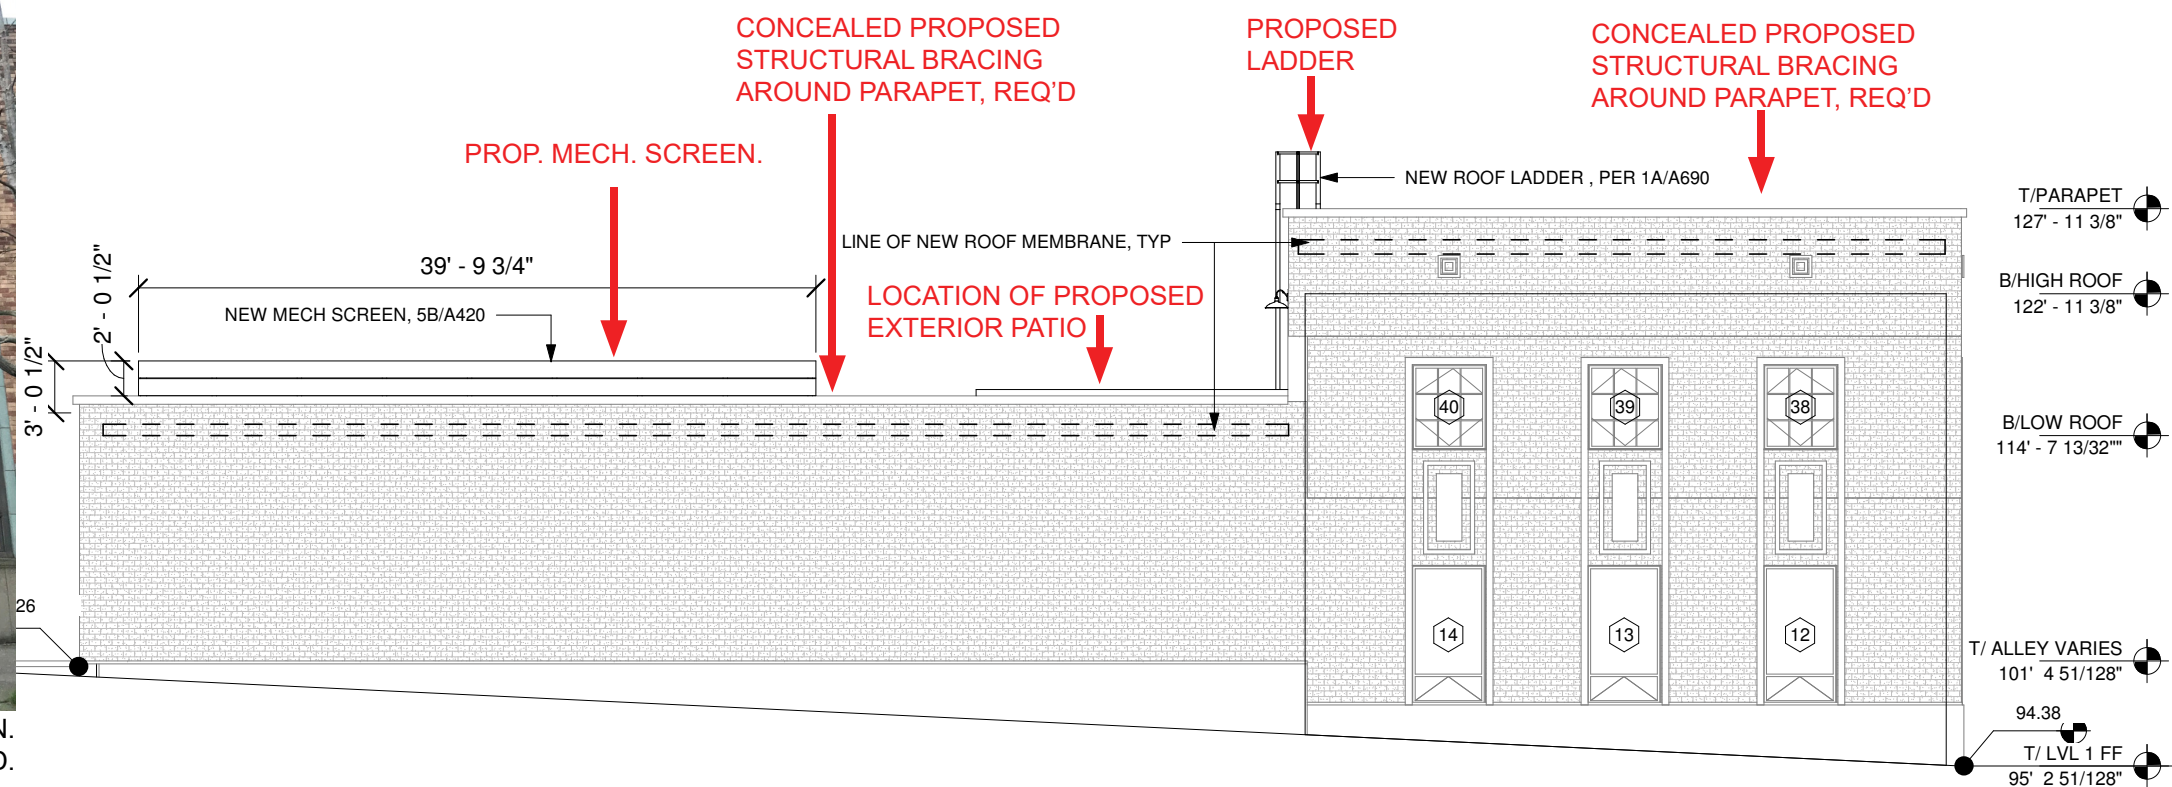 CONCEALED PROPOSED
STRUCTURAL BRACING
AROUND PARAPET, REQ'D
PROPOSED
LADDER
CONCEALED PROPOSED
STRUCTURAL BRACING
AROUND PARAPET, REQ'D
PROP. MECH. SCREEN.
NEW ROOF LADDER , PER 1A/A690
T/PARAPET
127' - 11 3/8"
LINE OF NEW ROOF MEMBRANE, TYP
39' - 9 3/4"
2' - 0 1/2"
3' - 0 1/2"
NEW MECH SCREEN, 5B/A420
LOCATION OF PROPOSED
EXTERIOR PATIO
B/HIGH ROOF
122' - 11 3/8"
40
39
38
B/LOW ROOF
114' - 7 13/32""
26
14
13
12
T/ ALLEY VARIES
101' 4 51/128"
94.38
T/ LVL 1 FF
95' 2 51/128"
N.